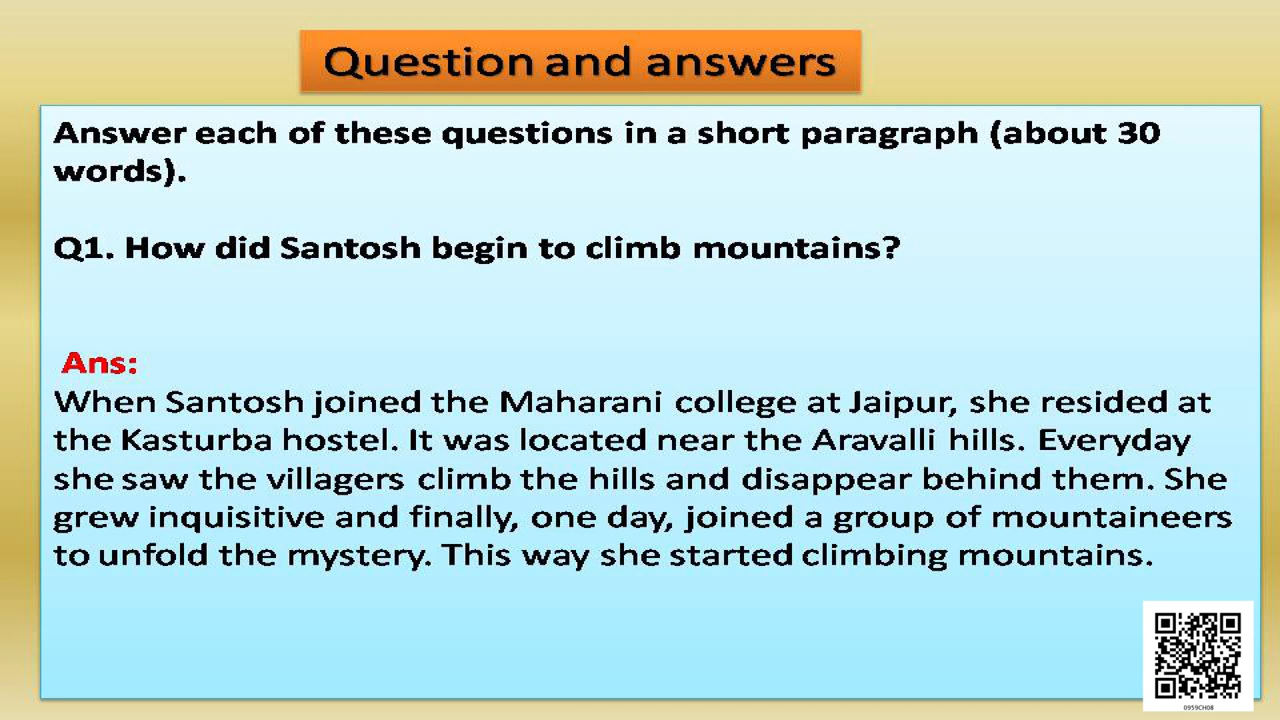 Question and answers
Answer each of these questions in a short paragraph (about 30
words).
Q1. How did Santosh begin to climb mountains?
Ans:
When Santosh joined the Maharani college at Jaipur, she resided at
the Kasturba hostel. It was located near the Aravalli hills. Everyday
she saw the villagers climb the hills and disappear behind them. She
grew inquisitive and finally, one day, joined a group of mountaineers
to unfold the mystery. This way she started climbing mountains.
0959CH08